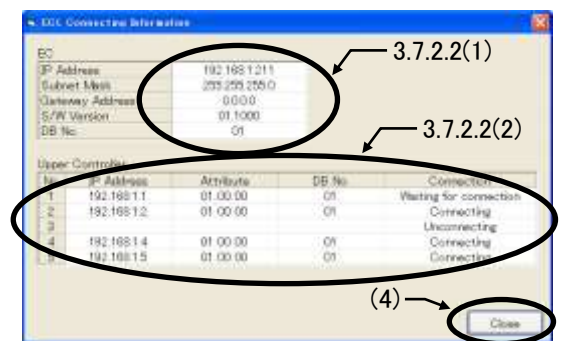 EC Connecting Information
3.7.2.2(1)
EC
IP Address 192.168.1.211
Subnet Mask 255.255.255.0
Gateway Address 0.0.0.0
S/W Version 01.1000
DB No. 01
3.7.2.2(2)
Upper Controller
No IP Address Attribute DB No. Connection
1 192.168.1.1 01.00.00 01 Waiting for connection
2 192.168.1.2 01.00.00 01 Connecting
3 Unconnecting
4 192.168.1.4 01.00.00 01 Connecting
5 192.168.1.5 01.00.00 01 Connecting
(4)
Close